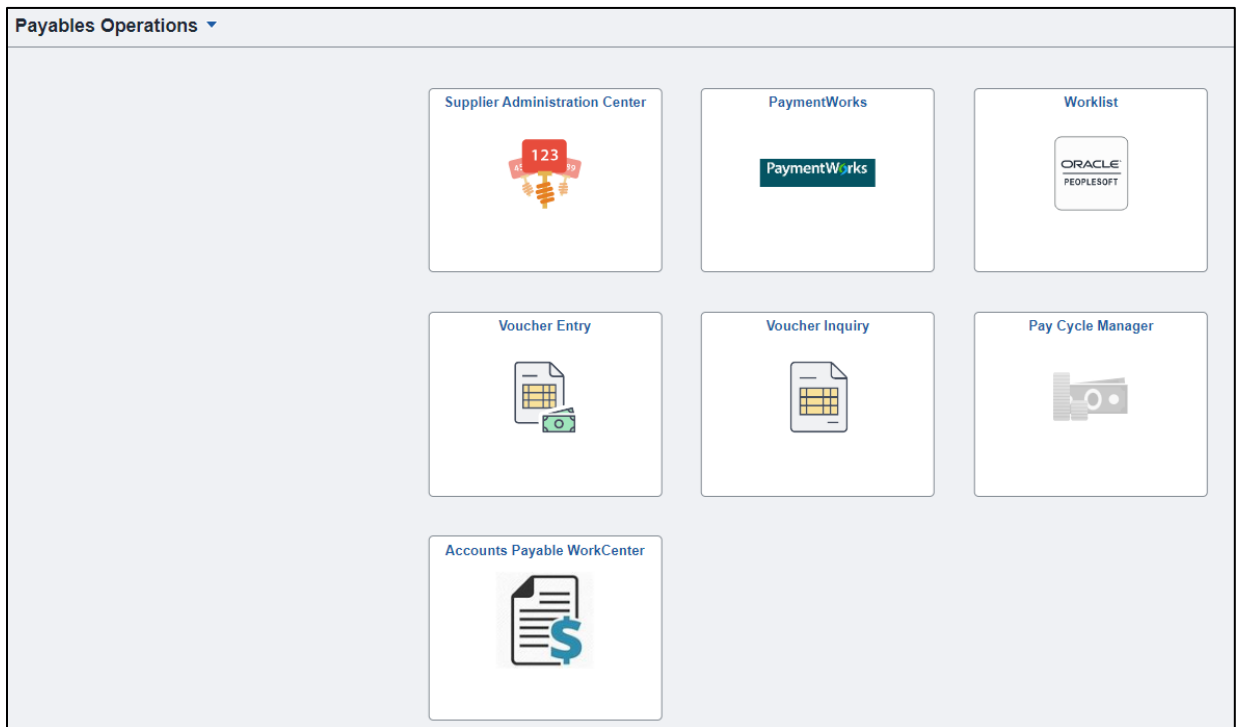 Payables Operations
Supplier Administration Center
PaymentWorks
Worklist
123
PaymentWorks
ORACLE
PEOPLESOFT
Voucher Entry
Voucher Inquiry
Pay Cycle Manager
Accounts Payable WorkCenter
$